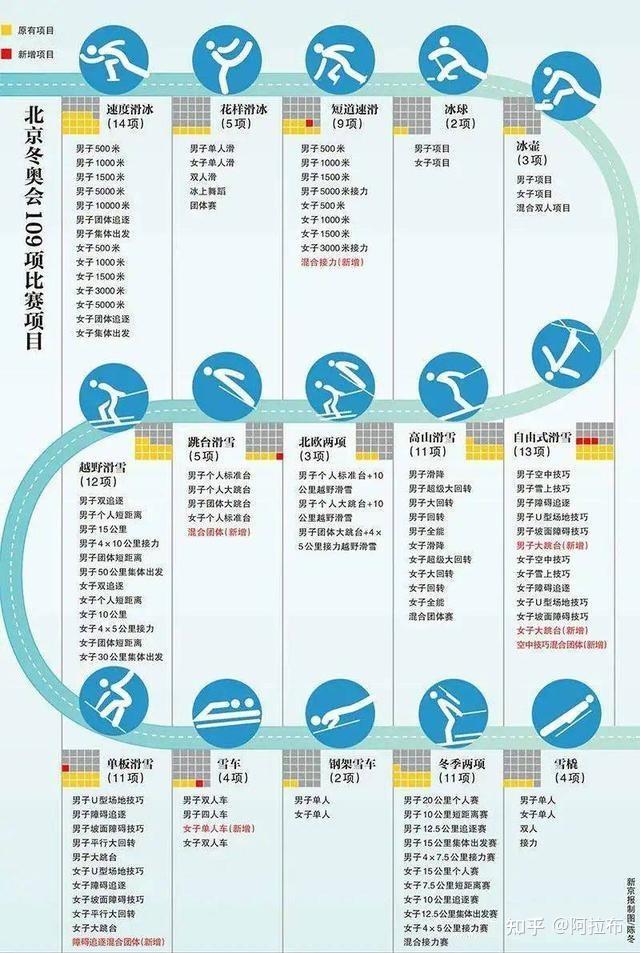 原有项目
新增项目
北京冬奥会109项比赛项目
速度滑冰
(14项)
男子500米
男子1000米
男子1500米
男子5000米
男子10000米
男子团体追逐
男子集体出发
女子500米
女子1000米
女子1500米
女子3000米
女子5000米
女子团体追逐
女子集体出发
花样滑冰
(5项)
男子单人滑
女子单人滑
双人滑
冰上舞蹈
团体赛
短道速滑
(9项)
男子500米
男子1000米
男子1500米
男子5000米接力
女子500米
女子1000米
女子1500米
女子3000米接力
混合接力(新增)
冰球
(2项)
男子项目
女子项目
冰壶
(3项)
男子项目
女子项目
混合双人项目
越野滑雪
(12项)
男子双追逐
男子个人短距离
男子15公里
男子4×10公里接力
男子团体短距离
男子50公里集体出发
女子双追逐
女子个人短距离
女子10公里
女子4×5公里接力
女子团体短距离
女子30公里集体出发
跳台滑雪
(5项)
男子个人标准台
男子个人大跳台
男子团体大跳台
女子个人标准台
混合团体(新增)
北欧两项
(3项)
男子个人标准台+10
公里越野滑雪
男子个人大跳台+10
公里越野滑雪
男子团体大跳台+4×
5公里接力越野滑雪
高山滑雪
(11项)
男子滑降
男子超级大回转
男子大回转
男子回转
男子全能
女子滑降
女子超级大回转
女子大回转
女子回转
女子全能
混合团体赛
自由式滑雪
(13项)
男子空中技巧
男子雪上技巧
男子障碍追逐
男子U型场地技巧
男子坡面障碍技巧
男子大跳台(新增)
女子空中技巧
女子雪上技巧
女子障碍追逐
女子U型场地技巧
女子坡面障碍技巧
女子大跳台(新增)
空中技巧混合团体(新增)
单板滑雪
(11项)
男子U型场地技巧
男子障碍追逐
男子坡面障碍技巧
男子平行大回转
男子大跳台
女子U型场地技巧
女子障碍追逐
女子坡面障碍技巧
女子平行大回转
女子大跳台
障碍追逐混合团体(新增)
雪车
(4项)
男子双人车
男子四人车
女子单人车(新增)
女子双人车
钢架雪车
(2项)
男子单人
女子单人
冬季两项
(11项)
男子20公里个人赛
男子10公里短距离赛
男子12.5公里追逐赛
男子15公里集体出发赛
男子4×7.5公里接力赛
女子15公里个人赛
女子7.5公里短距离赛
女子10公里追逐赛
女子12.5公里集体出发赛
女子4×5公里接力赛
混合接力赛
雪橇
(4项)
男子单人
女子单人
双人
接力
新京报制图/陈冬
知乎 @阿拉布